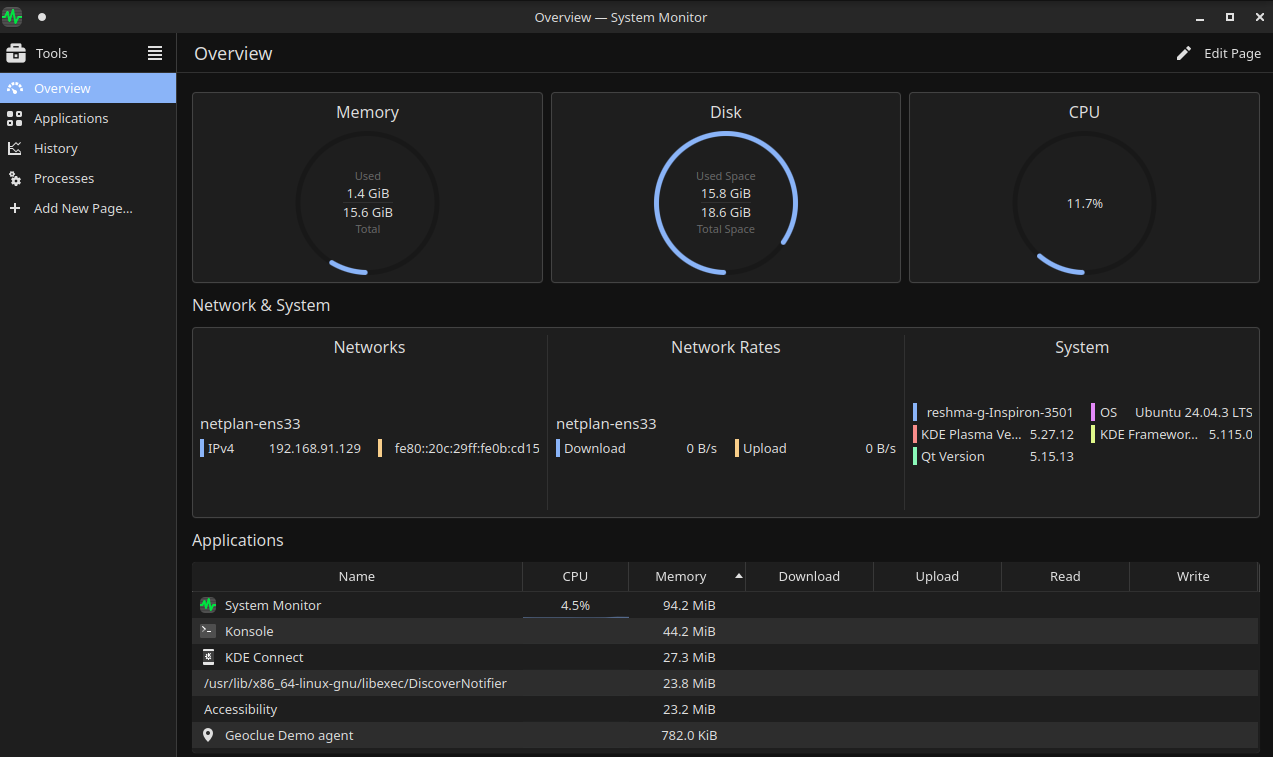 Overview — System Monitor
Tools
Overview
Edit Page
Overview
Applications
History
Processes
Add New Page...
Memory
Used
1.4 GiB
15.6 GiB
Total
Disk
Used Space
15.8 GiB
18.6 GiB
Total Space
CPU
11.7%
Network & System
Networks
netplan-ens33
IPv4 192.168.91.129 fe80::20c:29ff:fe0b:cd15
Network Rates
netplan-ens33
Download 0 B/s Upload 0 B/s
System
reshma-g-Inspiron-3501 OS Ubuntu 24.04.3 LTS
KDE Plasma Ve... 5.27.12 KDE Framewor... 5.115.0
Qt Version 5.15.13
Applications
Name CPU Memory Download Upload Read Write
System Monitor 4.5% 94.2 MiB
Konsole 44.2 MiB
KDE Connect 27.3 MiB
/usr/lib/x86_64-linux-gnu/libexec/DiscoverNotifier 23.8 MiB
Accessibility 23.2 MiB
Geoclue Demo agent 782.0 KiB